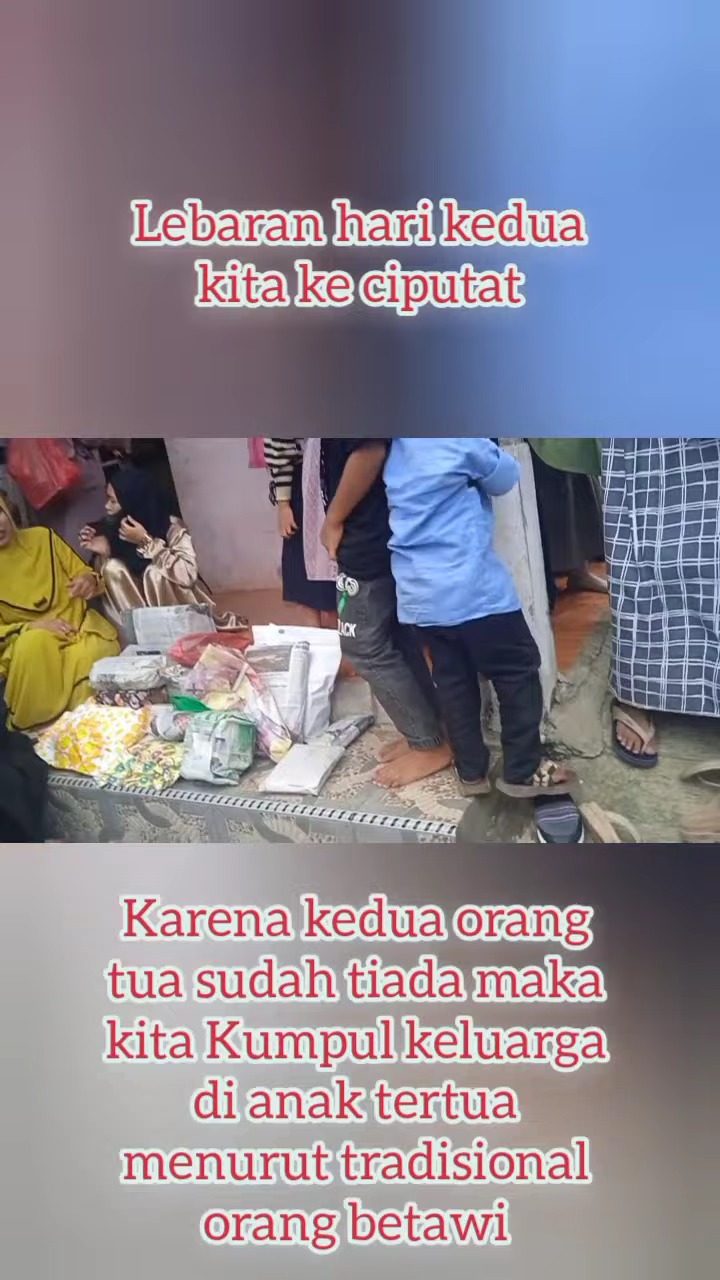 Lebaran hari kedua
kita ke ciputat
Karena kedua orang
tua sudah tiada maka
kita Kumpul keluarga
di anak tertua
menurut tradisional
orang betawi